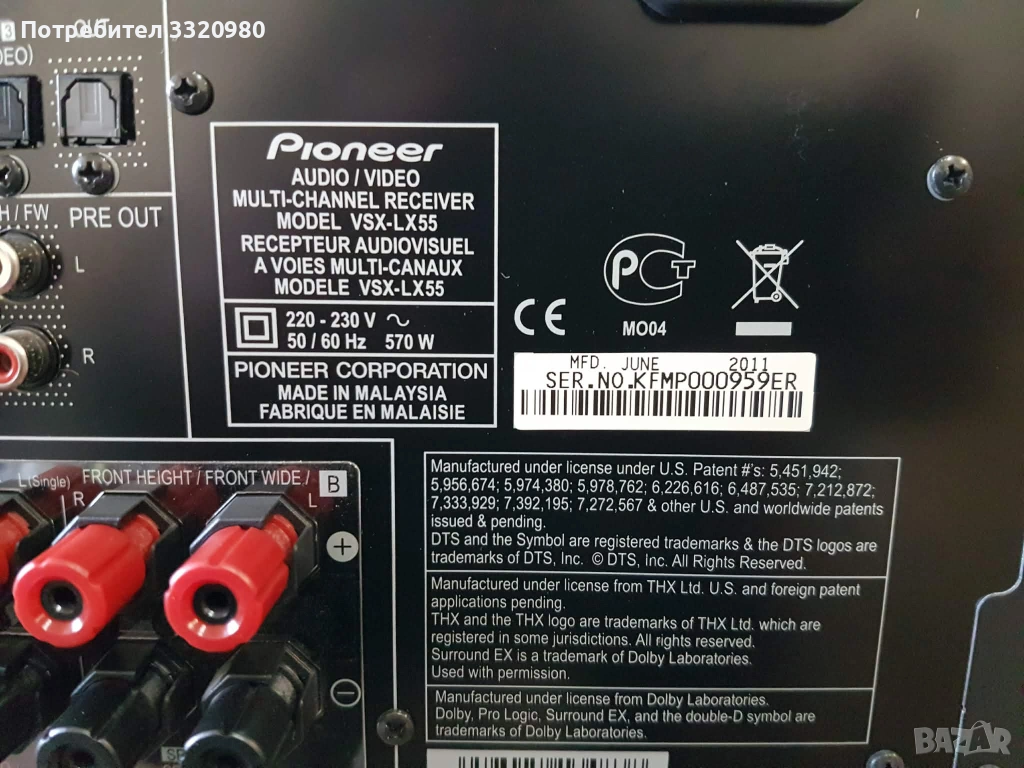 Потребител 3322980
3
OUT
PRE OUT
H / FW
L
R
Pioneer
AUDIO / VIDEO
MULTI-CHANNEL RECEIVER
MODEL VSX-LX55
RECEPTEUR AUDIOVISUEL
A VOIES MULTI-CANAUX
MODELE VSX-LX55
220 - 230 V
50 / 60 Hz 570 W
PIONEER CORPORATION
MADE IN MALAYSIA
FABRIQUE EN MALAISIE
CE
PCT
MO04
MFD. JUNE 2011
SER.NO.KFMP000959ER
L (Single)
FRONT HEIGHT / FRONT WIDE /
B
R
L
+
−
Manufactured under license under U.S. Patent #'s: 5,451,942;
5,956,674; 5,974,380; 5,978,762; 6,226,616; 6,487,535; 7,212,872;
7,333,929; 7,392,195; 7,272,567 & other U.S. and worldwide patents
issued & pending.
DTS and the Symbol are registered trademarks & the DTS logos are
trademarks of DTS, Inc. © DTS, Inc. All Rights Reserved.
Manufactured under license from THX Ltd. U.S. and foreign patent
applications pending.
THX and the THX logo are trademarks of THX Ltd. which are
registered in some jurisdictions. All rights reserved.
Surround EX is a trademark of Dolby Laboratories.
Used with permission.
Manufactured under license from Dolby Laboratories.
Dolby, Pro Logic, Surround EX, and the double-D symbol are
trademarks of Dolby Laboratories.
BAZAR